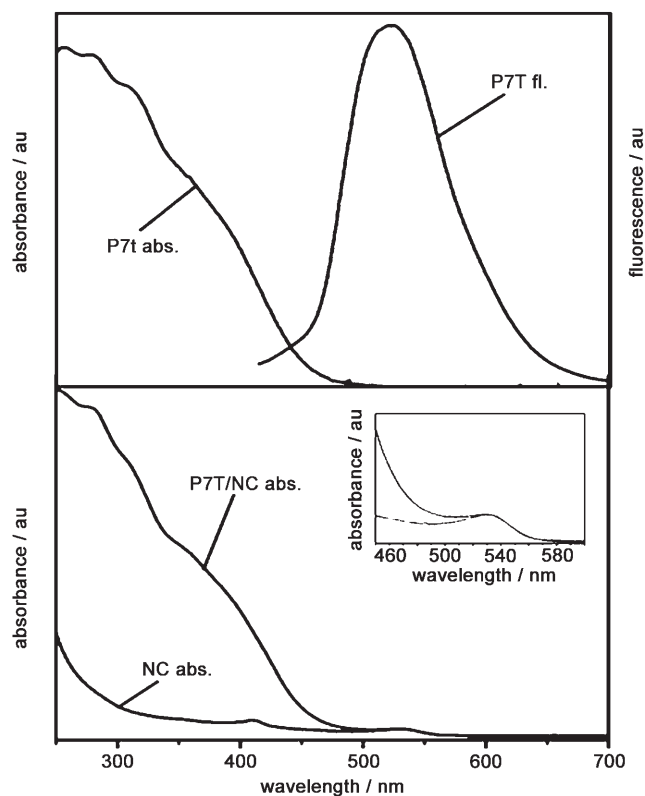 absorbance / au
P7T fl.
P7t abs.
fluorescence / au
absorbance / au
P7T/NC abs.
NC abs.
absorbance / au
460 500 540 580
wavelength / nm
300 400 500 600 700
wavelength / nm